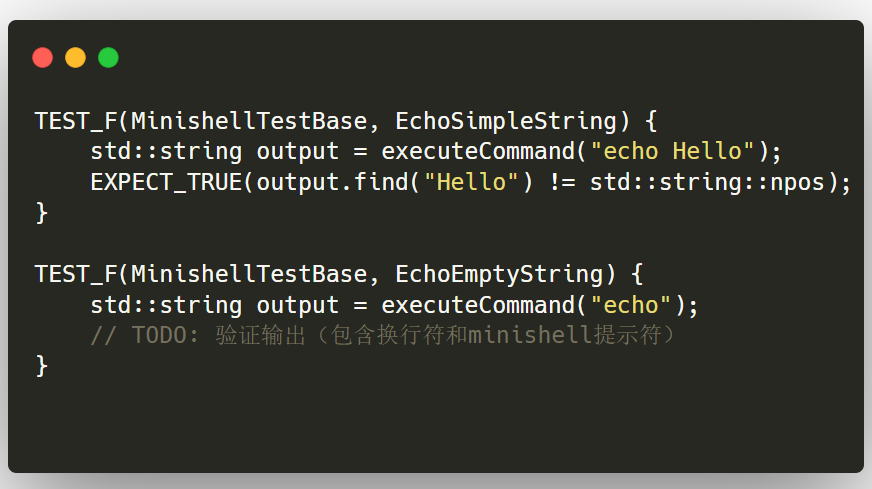 TEST_F(MinishellTestBase, EchoSimpleString) {
    std::string output = executeCommand("echo Hello");
    EXPECT_TRUE(output.find("Hello") != std::string::npos);
}

TEST_F(MinishellTestBase, EchoEmptyString) {
    std::string output = executeCommand("echo");
    // TODO: 验证输出（包含换行符和minishell提示符）
}